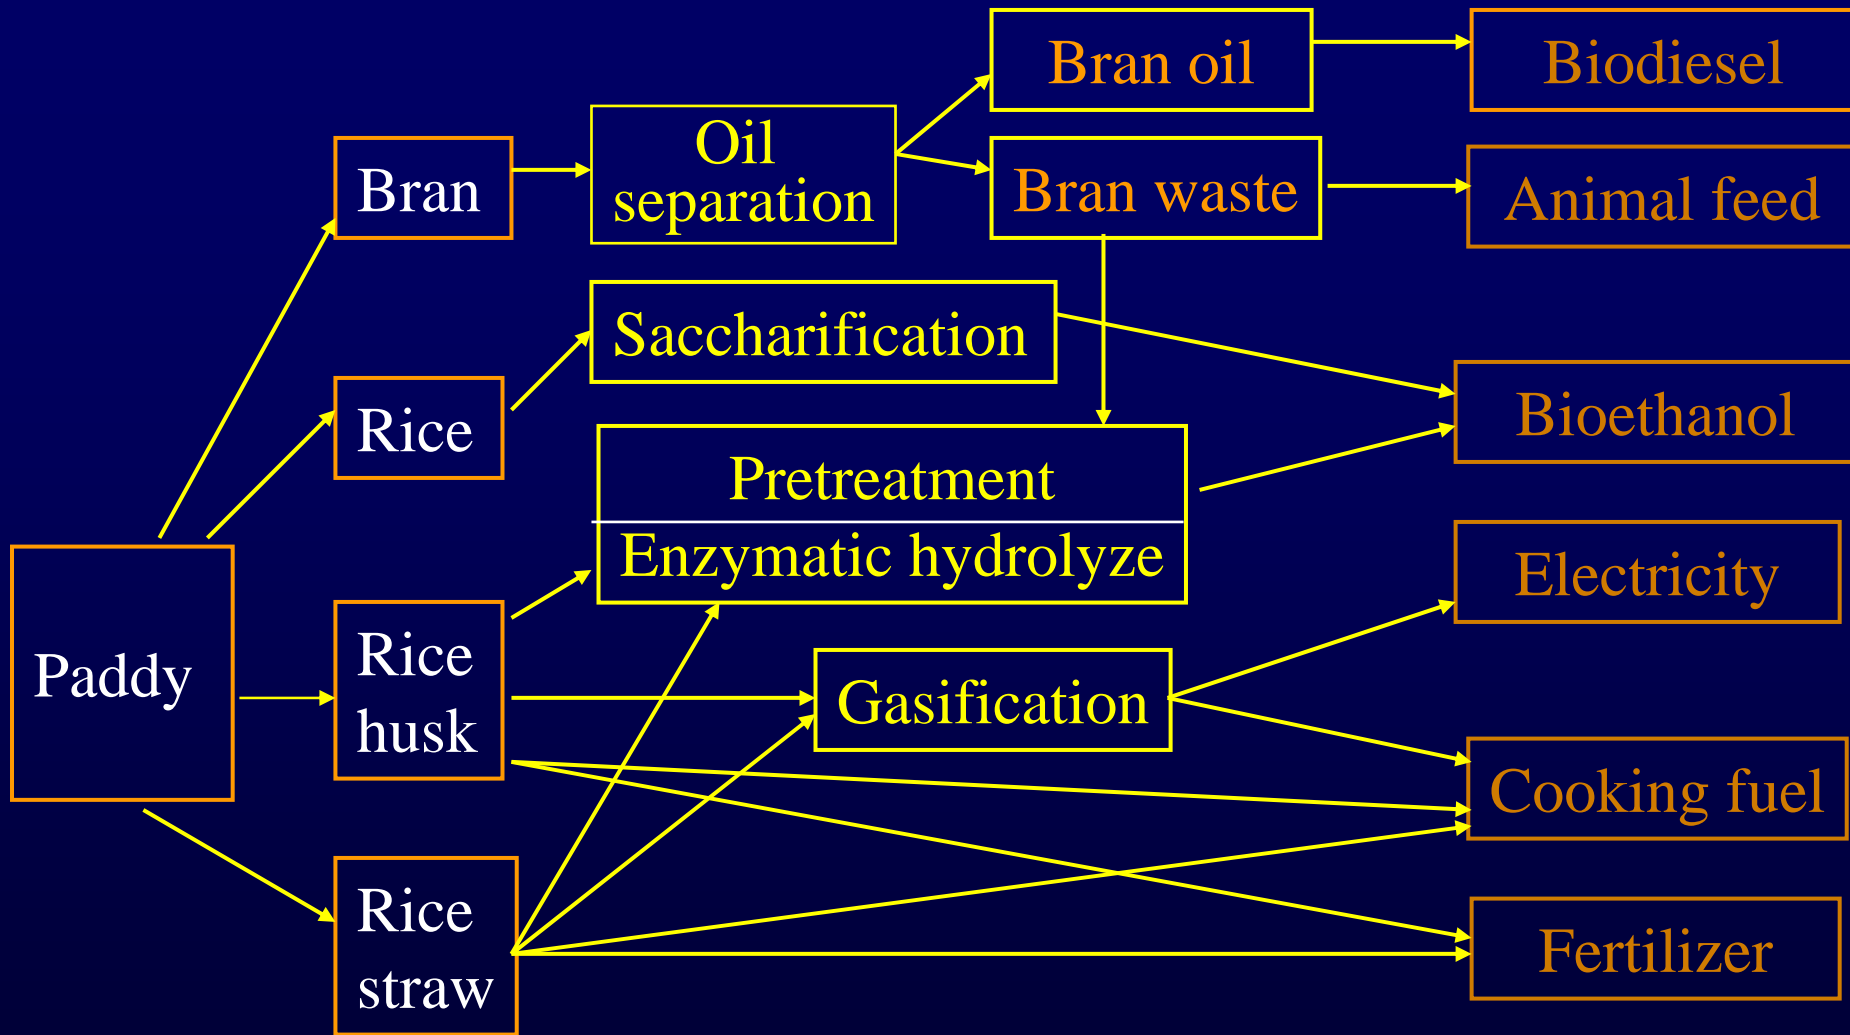 Bran oil
Biodiesel
Oil
separation
Bran
Bran waste
Animal feed
Saccharification
Rice
Bioethanol
Pretreatment
Enzymatic hydrolyze
Electricity
Paddy
Rice
husk
Gasification
Cooking fuel
Rice
straw
Fertilizer